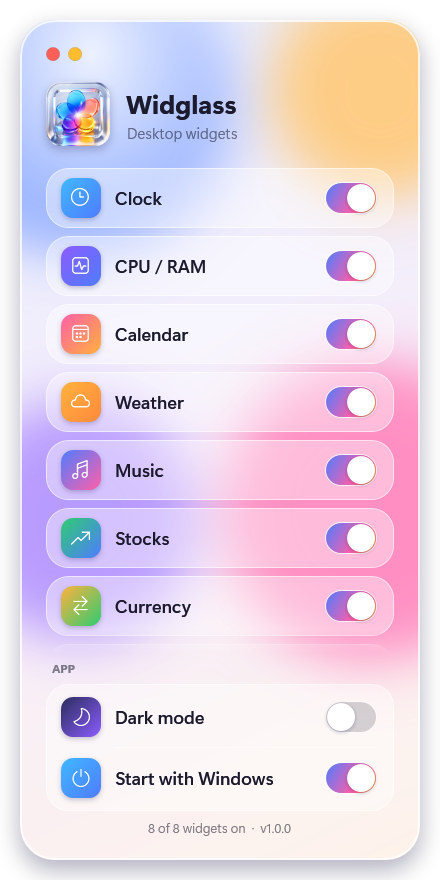 Widglass
Desktop widgets
Clock
CPU / RAM
Calendar
Weather
Music
Stocks
Currency
APP
Dark mode
Start with Windows
8 of 8 widgets on · v1.0.0